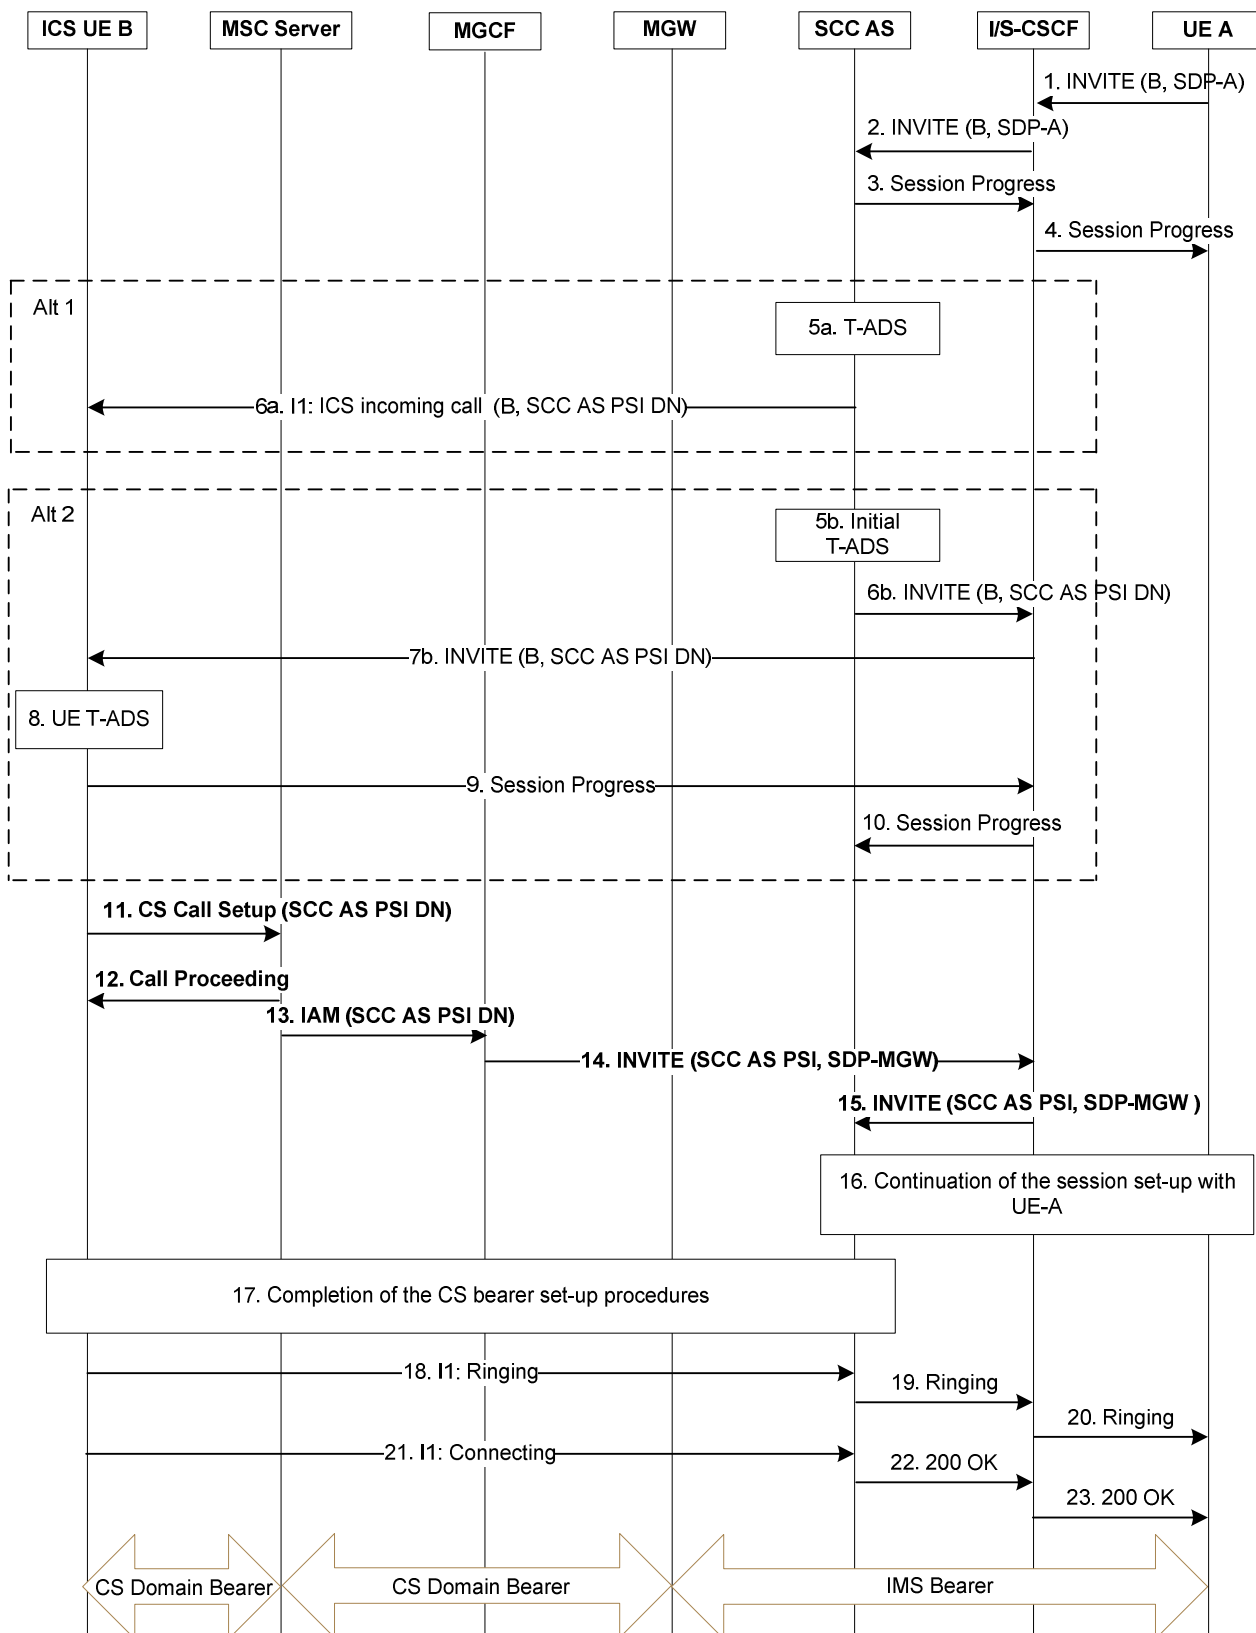 ICS UE B
MSC Server
MGCF
MGW
SCC AS
I/S-CSCF
UE A
1. INVITE (B, SDP-A)
2. INVITE (B, SDP-A)
3. Session Progress
4. Session Progress
Alt 1
5a. T-ADS
6a. I1: ICS incoming call (B, SCC AS PSI DN)
Alt 2
5b. Initial
T-ADS
6b. INVITE (B, SCC AS PSI DN)
7b. INVITE (B, SCC AS PSI DN)
8. UE T-ADS
9. Session Progress
10. Session Progress
11. CS Call Setup (SCC AS PSI DN)
12. Call Proceeding
13. IAM (SCC AS PSI DN)
14. INVITE (SCC AS PSI, SDP-MGW)
15. INVITE (SCC AS PSI, SDP-MGW )
16. Continuation of the session set-up with
UE-A
17. Completion of the CS bearer set-up procedures
18. I1: Ringing
19. Ringing
20. Ringing
21. I1: Connecting
22. 200 OK
23. 200 OK
CS Domain Bearer
CS Domain Bearer
IMS Bearer